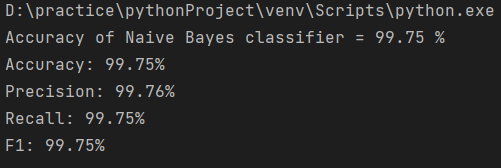 D:\practice\pythonProject\venv\Scripts\python.exe
Accuracy of Naive Bayes classifier = 99.75 %
Accuracy: 99.75%
Precision: 99.76%
Recall: 99.75%
F1: 99.75%